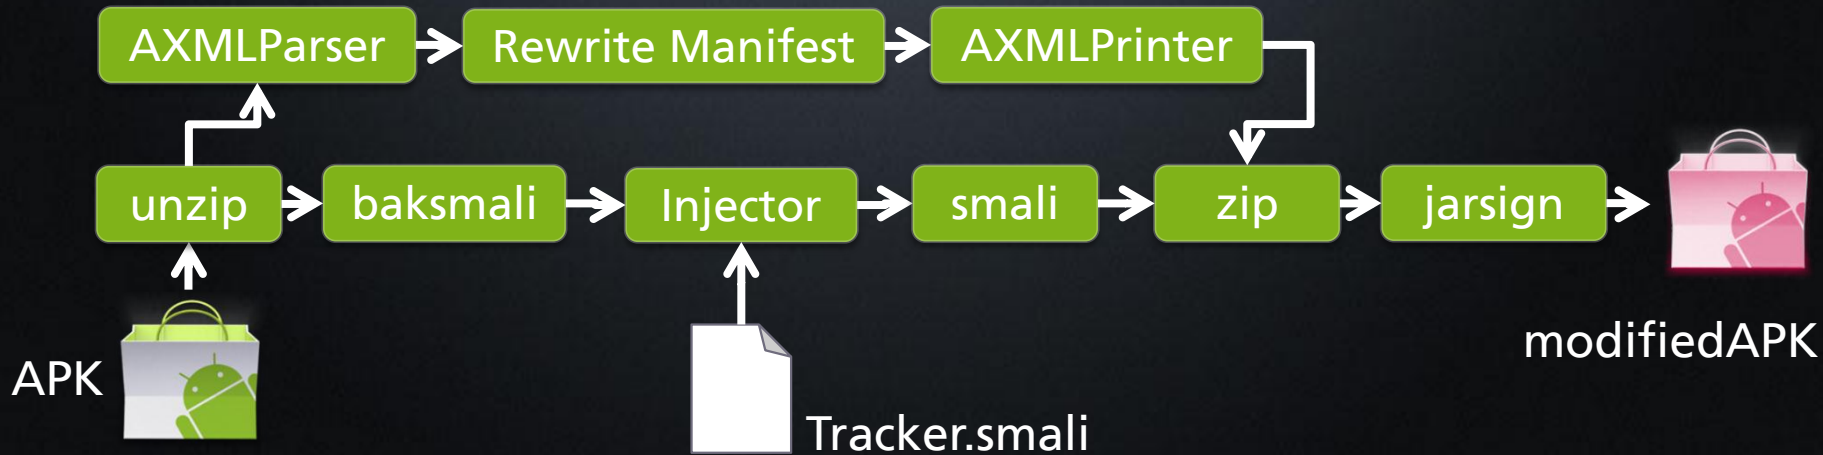 AXMLParser
Rewrite Manifest
AXMLPrinter
unzip
baksmali
Injector
smali
zip
jarsign
APK
Tracker.smali
modifiedAPK